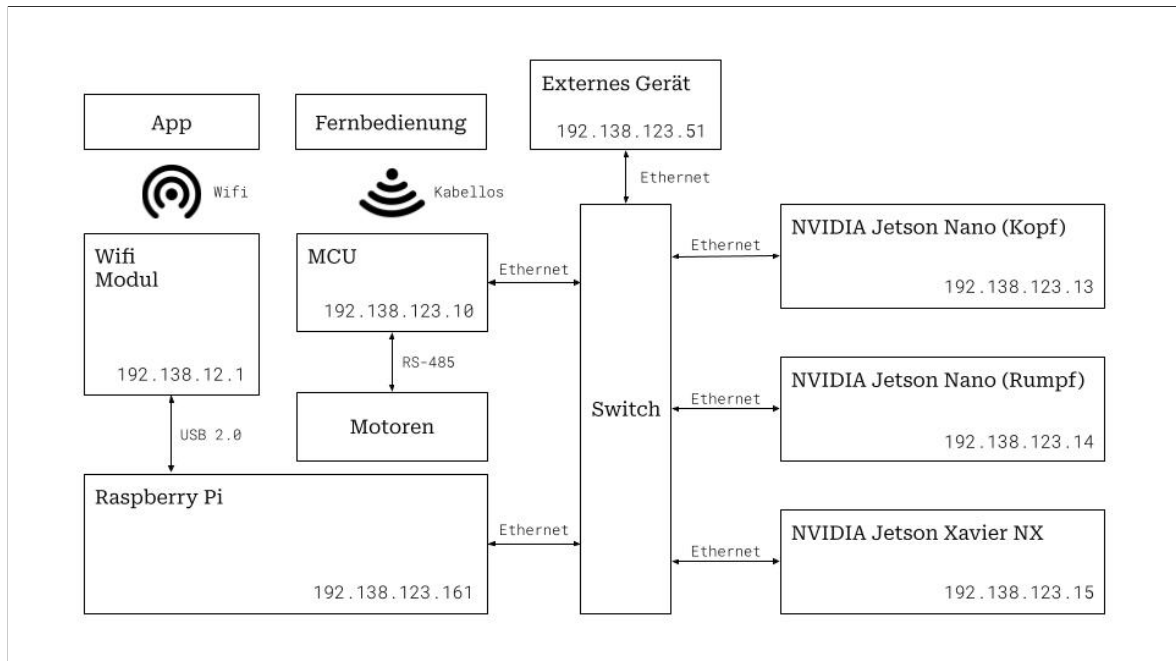 Externes Gerät
192.138.123.51
App
Fernbedienung
Wifi
Kabellos
Ethernet
Wifi
Modul
192.138.12.1
MCU
192.138.123.10
Ethernet
RS-485
Motoren
USB 2.0
Raspberry Pi
192.138.123.161
Ethernet
Switch
Ethernet
NVIDIA Jetson Nano (Kopf)
192.138.123.13
Ethernet
NVIDIA Jetson Nano (Rumpf)
192.138.123.14
Ethernet
NVIDIA Jetson Xavier NX
192.138.123.15